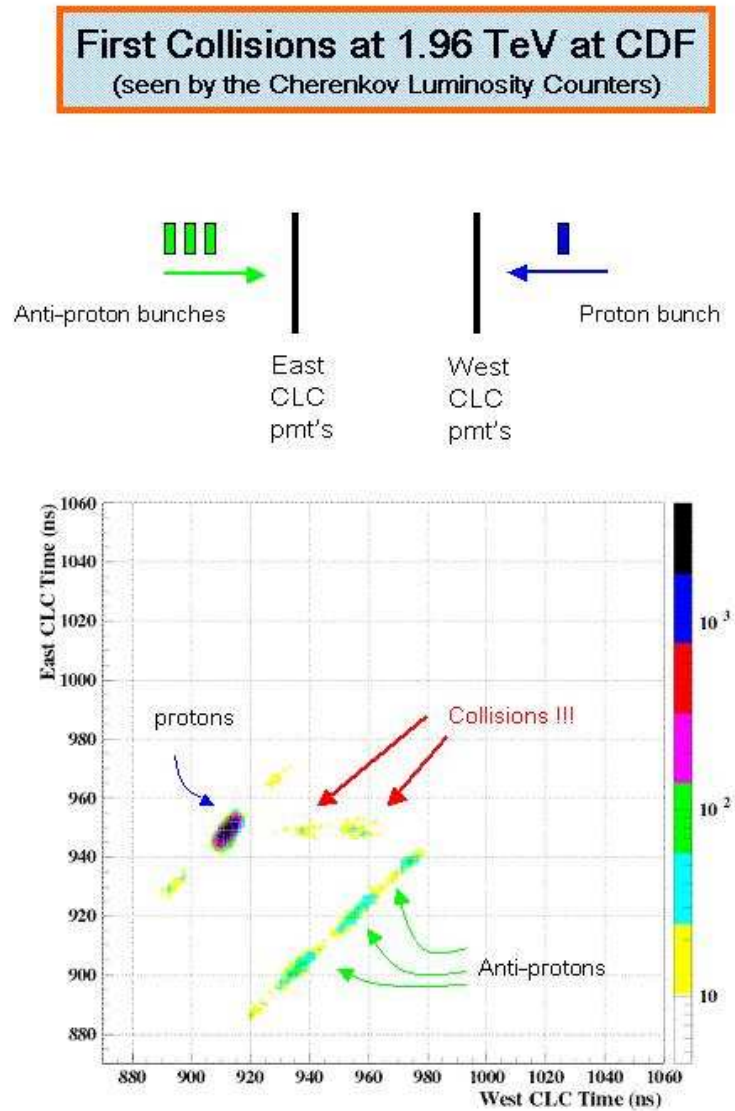 First Collisions at 1.96 TeV at CDF
(seen by the Cherenkov Luminosity Counters)
Anti-proton bunches
Proton bunch
East
CLC
pmt's
West
CLC
pmt's
East CLC Time (ns)
1060
1040
1020
1000
980
960
940
920
900
880
protons
Collisions !!!
Anti-protons
10 3
10 2
10
880 900 920 940 960 980 1000 1020 1040 1060
West CLC Time (ns)